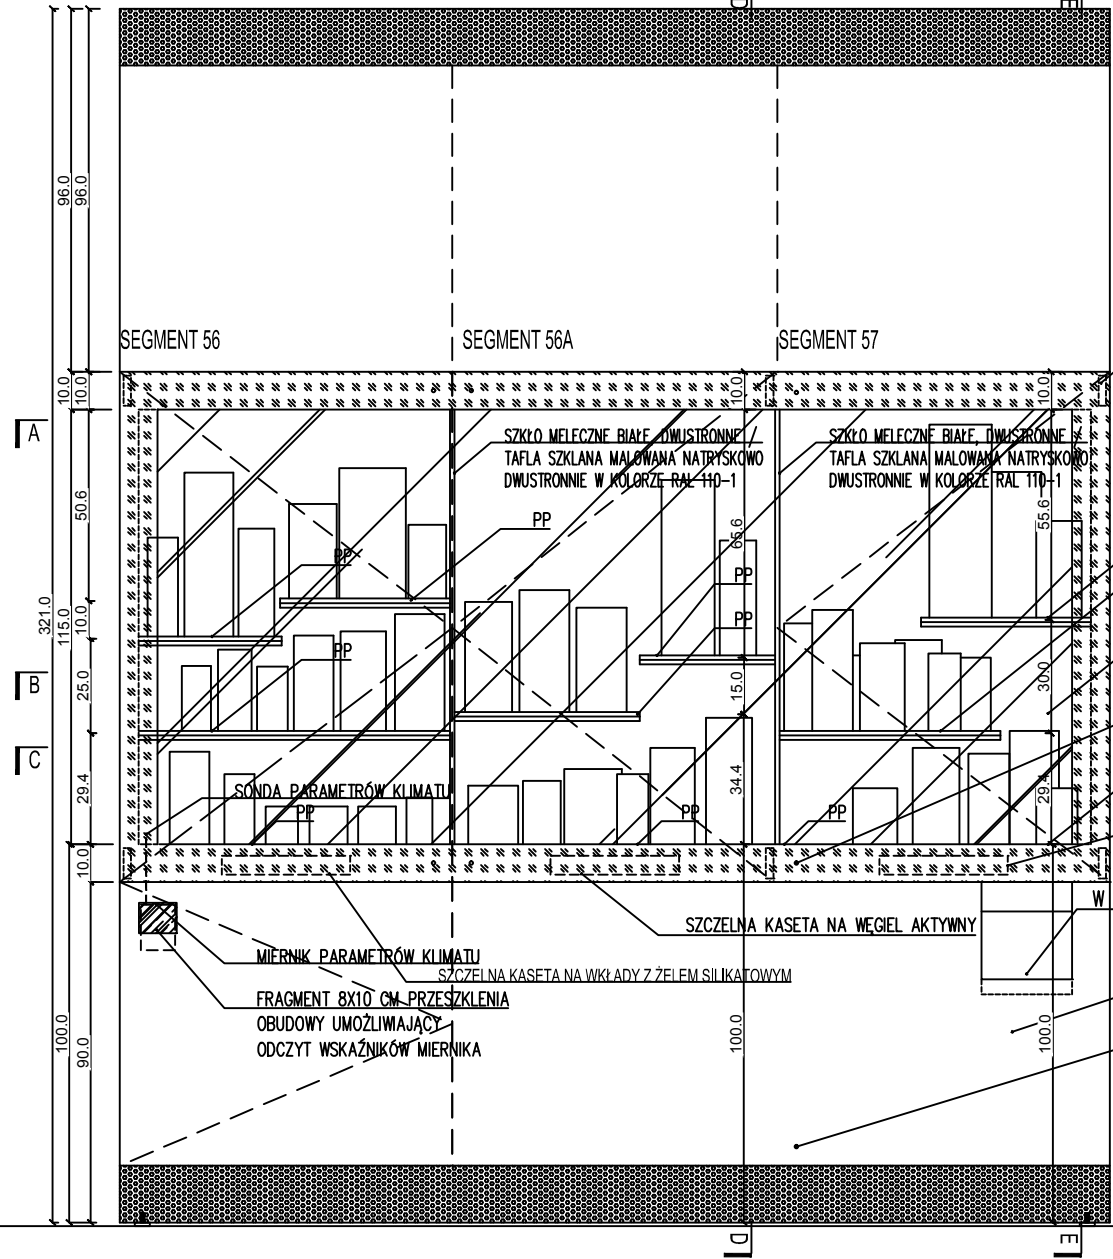 D
E
96.0
96.0
SEGMENT 56
SEGMENT 56A
SEGMENT 57
10.0
10.0
10.0
10.0
A
SZKŁO MELECZNE BIAŁE, DWUSTRONNE /
TAFLA SZKLANA MALOWANA NATRYSKOWO
DWUSTRONNIE W KOLORZE RAL 110-1
SZKŁO MELECZNE BIAŁE, DWUSTRONNE /
TAFLA SZKLANA MALOWANA NATRYSKOWO
DWUSTRONNIE W KOLORZE RAL 110-1
50.6
65.6
55.6
PP
PP
PP
PP
PP
321.0
115.0
10.0
B
25.0
15.0
30.0
C
29.4
34.4
29.4
SONDA PARAMETRÓW KLIMATU
PP
PP
PP
10.0
W
SZCZELNA KASETA NA WĘGIEL AKTYWNY
MIERNIK PARAMETRÓW KLIMATU
SZCZELNA KASETA NA WKŁADY Z ŻELEM SILIKATOWYM
FRAGMENT 8X10 CM PRZESZKLENIA
OBUDOWY UMOŻLIWIAJĄCY
ODCZYT WSKAŹNIKÓW MIERNIKA
100.0
90.0
100.0
100.0
D
E